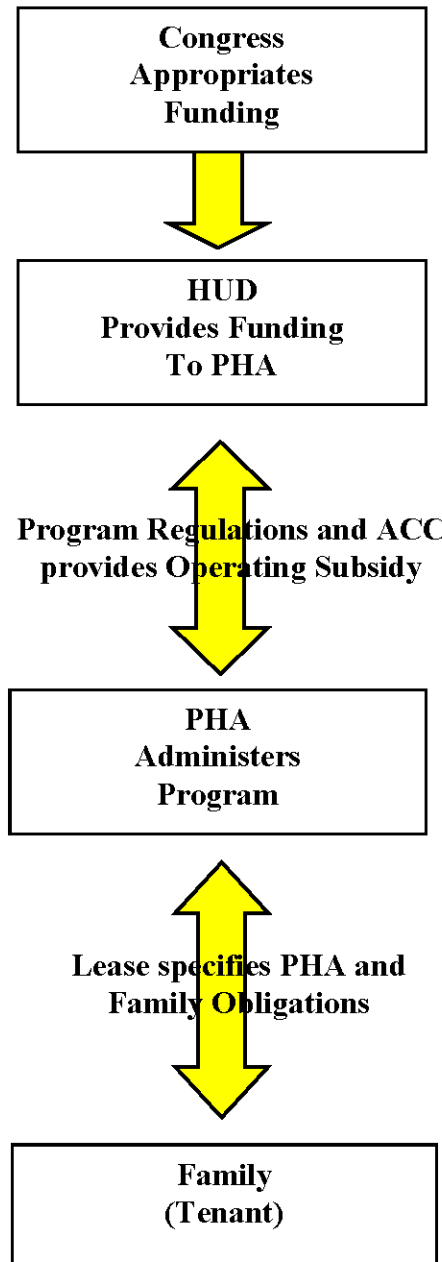 Congress
Appropriates
Funding
HUD
Provides Funding
To PHA
Program Regulations and ACC
provides Operating Subsidy
PHA
Administers
Program
Lease specifies PHA and
Family Obligations
Family
(Tenant)